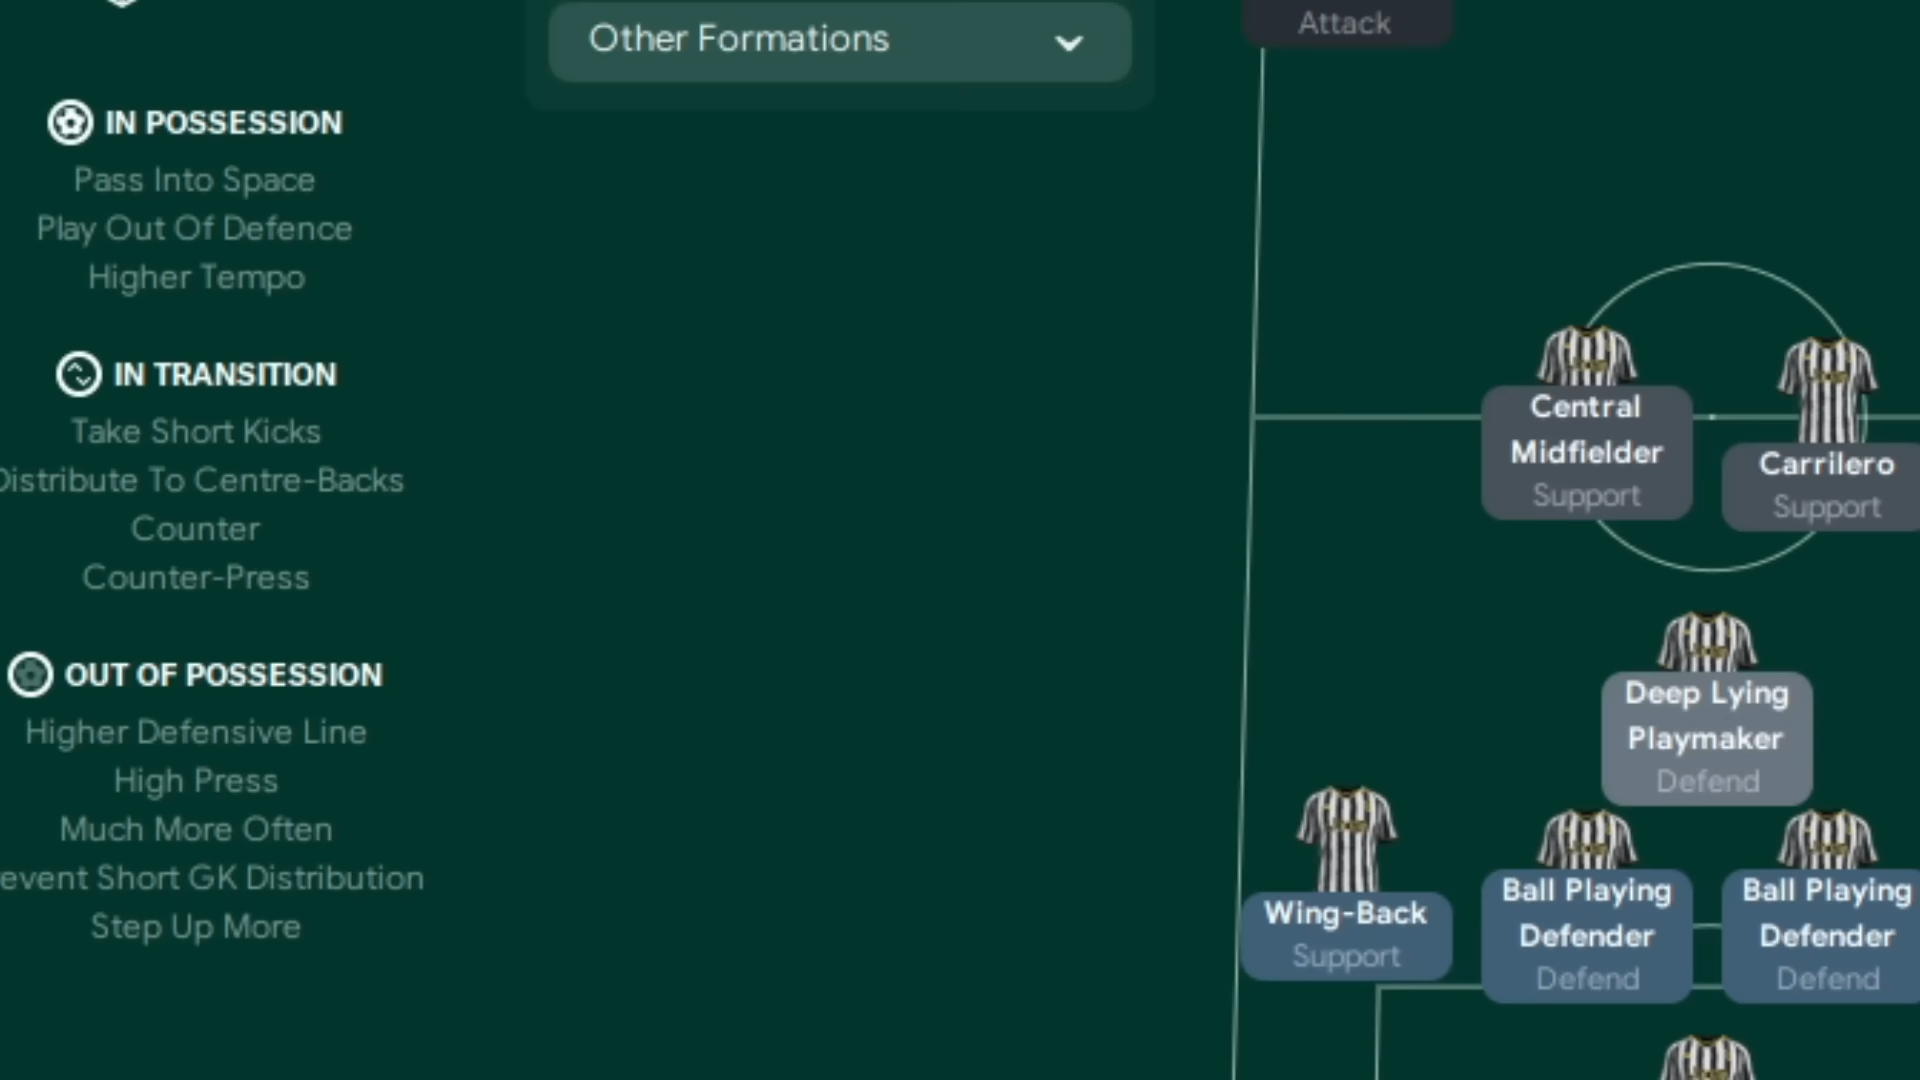 Other Formations
Attack
IN POSSESSION
Pass Into Space
Play Out Of Defence
Higher Tempo
IN TRANSITION
Take Short Kicks
Distribute To Centre-Backs
Counter
Counter-Press
OUT OF POSSESSION
Higher Defensive Line
High Press
Much More Often
event Short GK Distribution
Step Up More
Central
Midfielder
Support
Carrilero
Support
Deep Lying
Playmaker
Defend
Wing-Back
Support
Ball Playing
Defender
Defend
Ball Playing
Defender
Defend